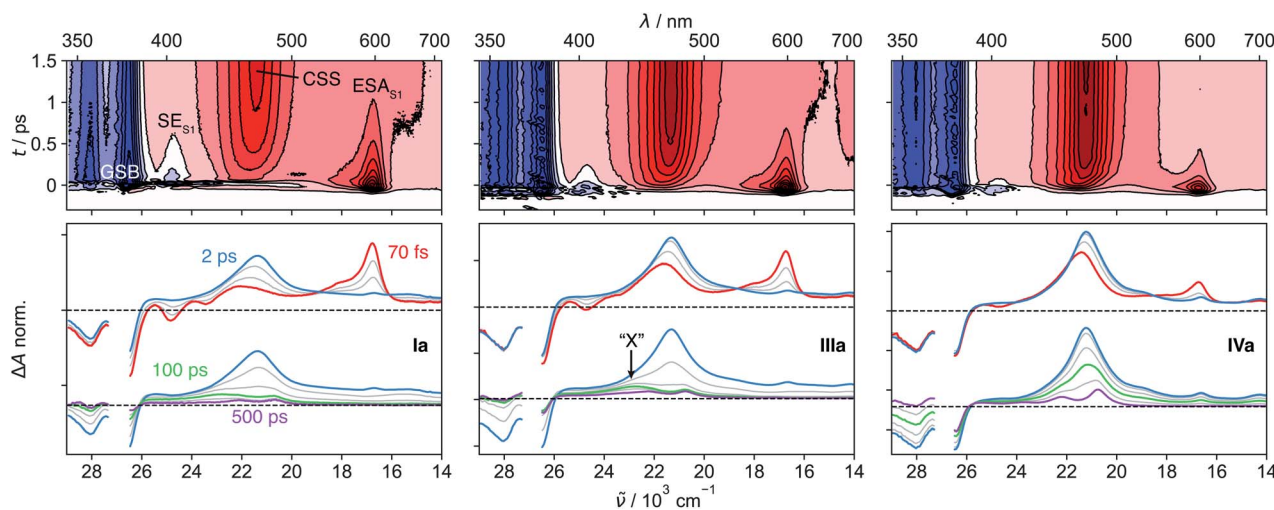 λ / nm
350 400 500 600 700
350 400 500 600 700
350 400 500 600 700
1.5
1
0.5
0
t / ps
CSS
ESA_S1
SE_S1
GSB
2 ps
70 fs
Ia
100 ps
500 ps
"X"
IIIa
IVa
ΔA norm.
28 26 24 22 20 18 16 14
28 26 24 22 20 18 16 14
28 26 24 22 20 18 16 14
ν̃ / 10³ cm⁻¹